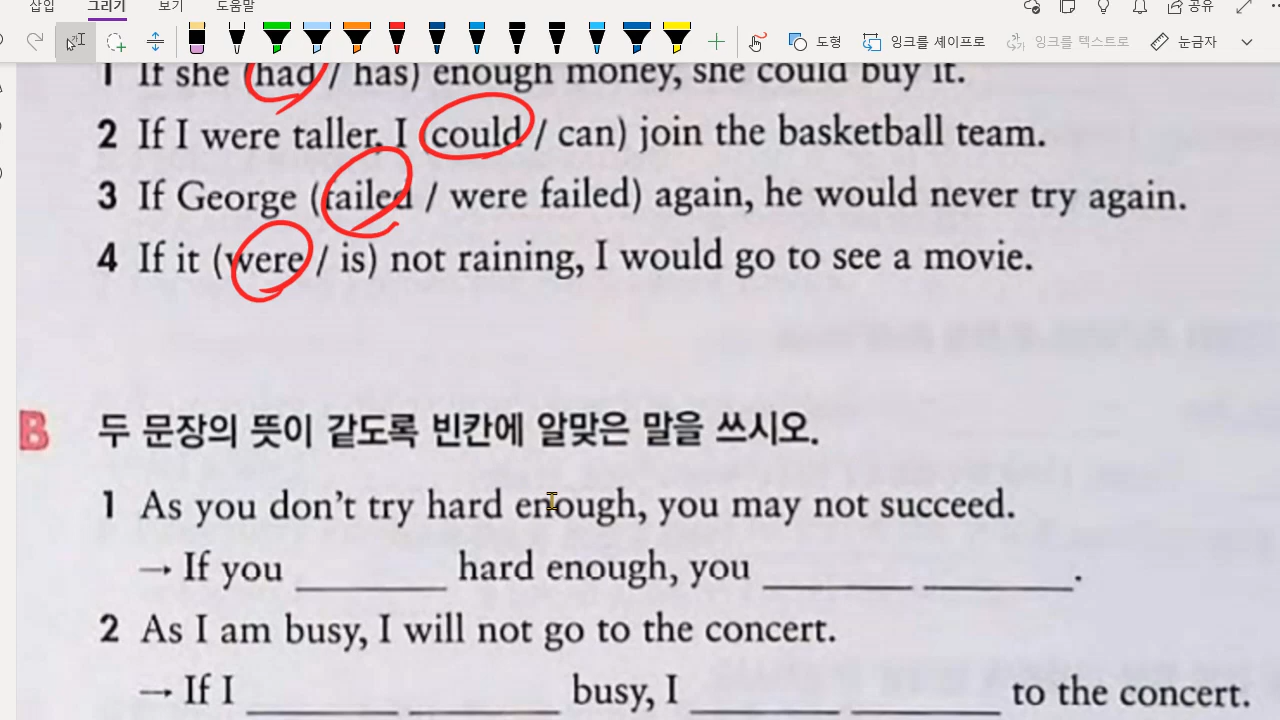 삽입 그리기 보기 도움말 공유
도형 잉크를 셰이프로 잉크를 텍스트로 눈금자
1 If she (had / has) enough money, she could buy it.
2 If I were taller, I (could / can) join the basketball team.
3 If George (failed / were failed) again, he would never try again.
4 If it (were / is) not raining, I would go to see a movie.
B 두 문장의 뜻이 같도록 빈칸에 알맞은 말을 쓰시오.
1 As you don't try hard enough, you may not succeed.
→ If you ________ hard enough, you ________ ________.
2 As I am busy, I will not go to the concert.
→ If I ________ ________ busy, I ________ ________ to the concert.